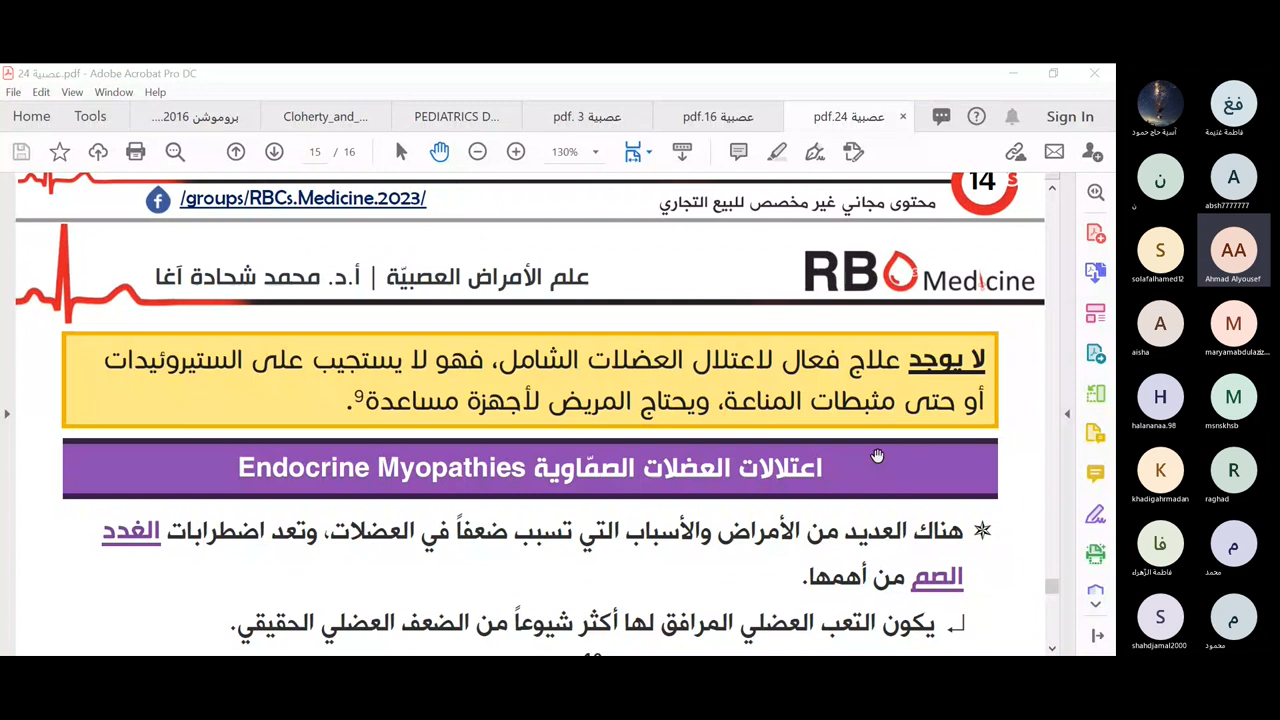 عصبية 24.pdf - Adobe Acrobat Pro DC
File Edit View Window Help
Home Tools بروموشن 2016.... Cloherty_and_... PEDIATRICS D... عصبية 3 .pdf عصبية 16.pdf عصبية 24.pdf × Sign In
15 / 16 130%
14 S
/groups/RBCs.Medicine.2023/ محتوى مجاني غير مخصص للبيع التجاري
علم الأمراض العصبيّة | أ.د. محمد شحادة آغا
RB Medicine
لا يوجد علاج فعال لاعتلال العضلات الشامل، فهو لا يستجيب على الستيروئيدات
أو حتى مثبطات المناعة، ويحتاج المريض لأجهزة مساعدة⁹.
اعتلالات العضلات الصمّاوية Endocrine Myopathies
هناك العديد من الأمراض والأسباب التي تسبب ضعفاً في العضلات، وتعد اضطرابات الغدد
الصم من أهمها.
يكون التعب العضلي المرافق لها أكثر شيوعاً من الضعف العضلي الحقيقي.
آسية حاج حمود
فغ
فاطمة غنيمة
ن
ن
A
absh7777777
S
solafalhamed12
AA
Ahmad Alyousef
A
aisha
M
maryamabdulaziz...
H
halananaa.98
M
msnskhsb
K
khadigahrmadan
R
raghad
فا
فاطمة الزهراء
م
محمد
S
shahdjamal2000
م
محمود